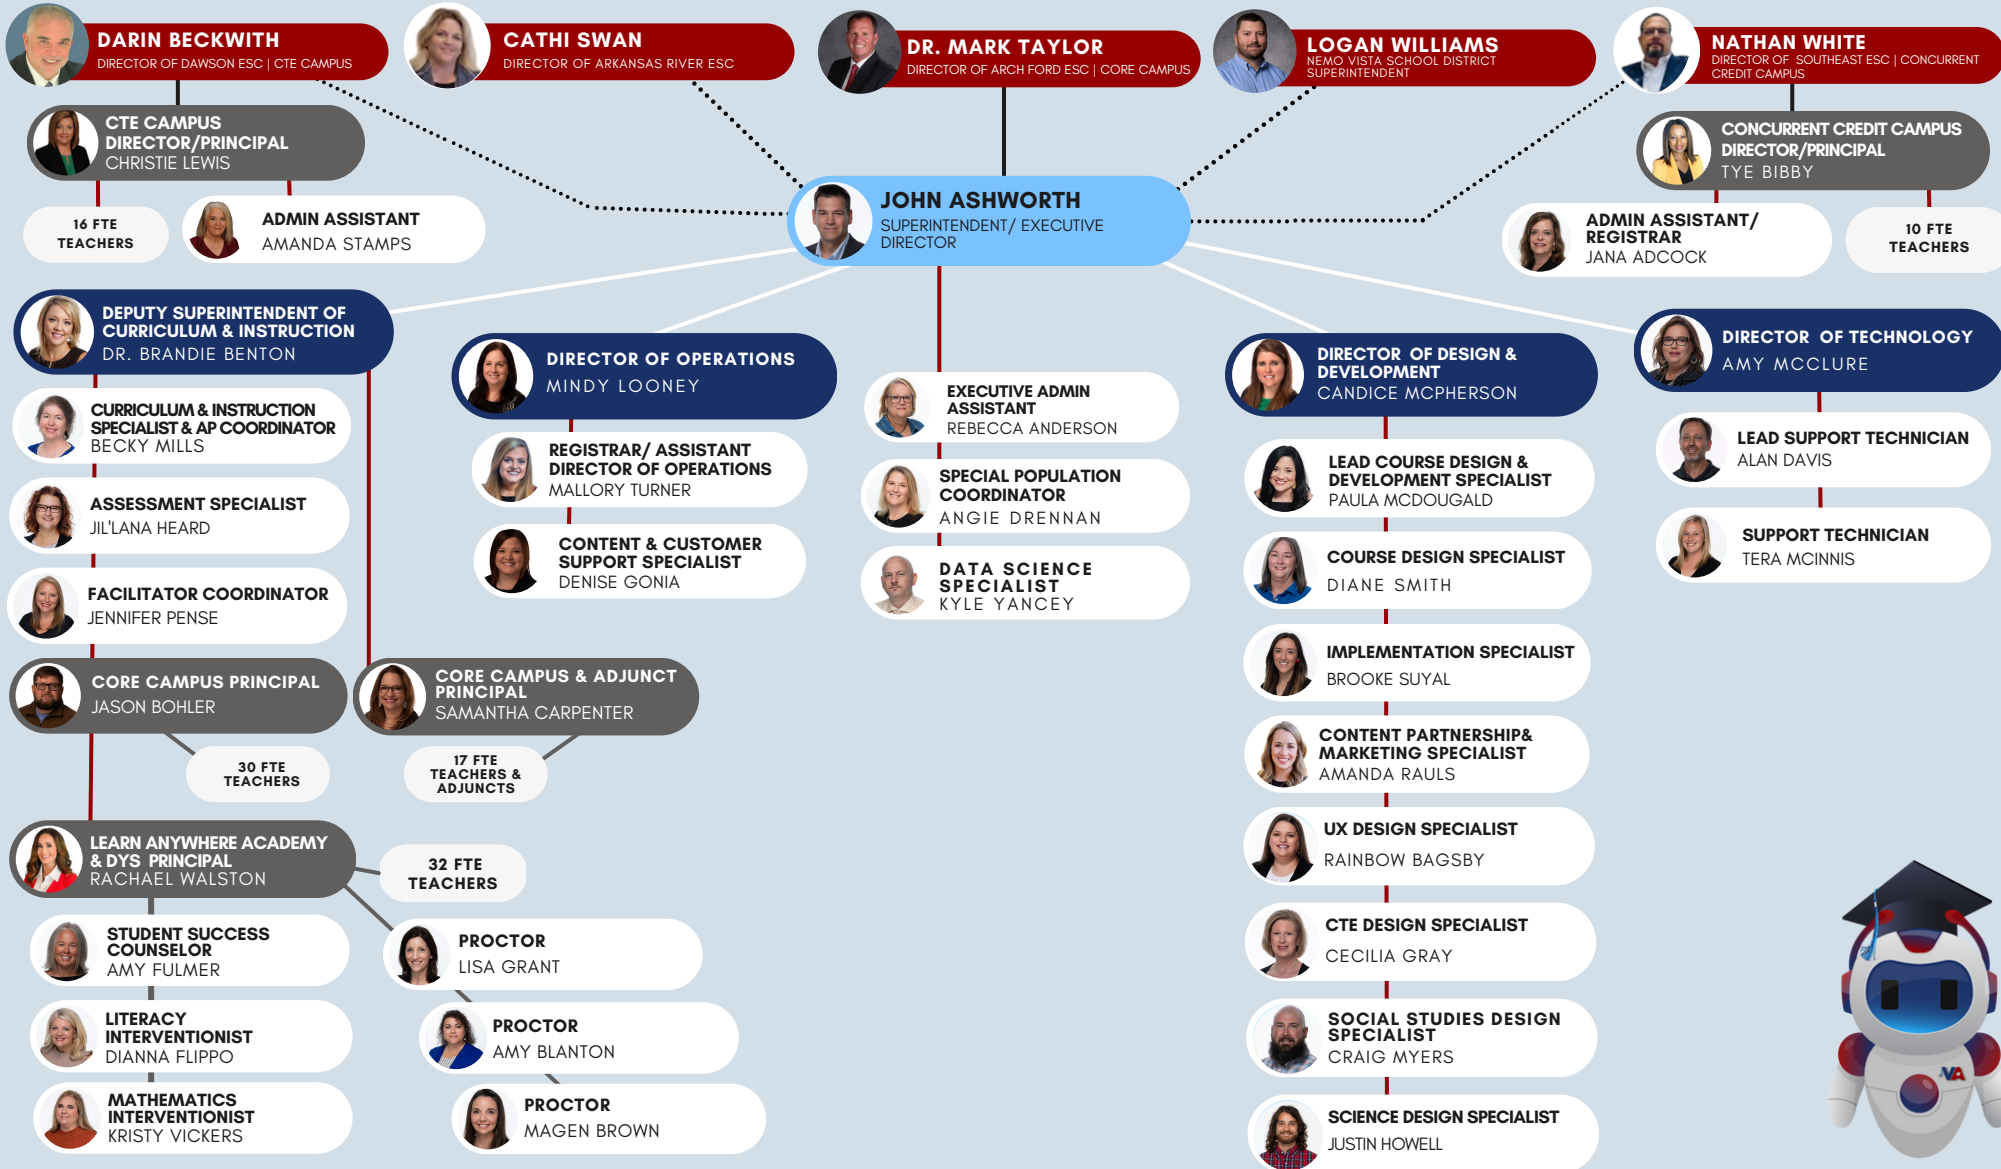 DARIN BECKWITH
DIRECTOR OF DAWSON ESC | CTE CAMPUS
CATHI SWAN
DIRECTOR OF ARKANSAS RIVER ESC
DR. MARK TAYLOR
DIRECTOR OF ARCH FORD ESC | CORE CAMPUS
LOGAN WILLIAMS
NEMO VISTA SCHOOL DISTRICT
SUPERINTENDENT
NATHAN WHITE
DIRECTOR OF SOUTHEAST ESC | CONCURRENT
CREDIT CAMPUS
CTE CAMPUS
DIRECTOR/PRINCIPAL
CHRISTIE LEWIS
16 FTE
TEACHERS
ADMIN ASSISTANT
AMANDA STAMPS
JOHN ASHWORTH
SUPERINTENDENT/ EXECUTIVE
DIRECTOR
CONCURRENT CREDIT CAMPUS
DIRECTOR/PRINCIPAL
TYE BIBBY
ADMIN ASSISTANT/
REGISTRAR
JANA ADCOCK
10 FTE
TEACHERS
DEPUTY SUPERINTENDENT OF
CURRICULUM & INSTRUCTION
DR. BRANDIE BENTON
CURRICULUM & INSTRUCTION
SPECIALIST & AP COORDINATOR
BECKY MILLS
ASSESSMENT SPECIALIST
JIL'LANA HEARD
FACILITATOR COORDINATOR
JENNIFER PENSE
CORE CAMPUS PRINCIPAL
JASON BOHLER
30 FTE
TEACHERS
CORE CAMPUS & ADJUNCT
PRINCIPAL
SAMANTHA CARPENTER
17 FTE
TEACHERS &
ADJUNCTS
LEARN ANYWHERE ACADEMY
& DYS PRINCIPAL
RACHAEL WALSTON
32 FTE
TEACHERS
STUDENT SUCCESS
COUNSELOR
AMY FULMER
LITERACY
INTERVENTIONIST
DIANNA FLIPPO
MATHEMATICS
INTERVENTIONIST
KRISTY VICKERS
PROCTOR
LISA GRANT
PROCTOR
AMY BLANTON
PROCTOR
MAGEN BROWN
DIRECTOR OF OPERATIONS
MINDY LOONEY
REGISTRAR/ ASSISTANT
DIRECTOR OF OPERATIONS
MALLORY TURNER
CONTENT & CUSTOMER
SUPPORT SPECIALIST
DENISE GONIA
EXECUTIVE ADMIN
ASSISTANT
REBECCA ANDERSON
SPECIAL POPULATION
COORDINATOR
ANGIE DRENNAN
DATA SCIENCE
SPECIALIST
KYLE YANCEY
DIRECTOR OF DESIGN &
DEVELOPMENT
CANDICE MCPHERSON
LEAD COURSE DESIGN &
DEVELOPMENT SPECIALIST
PAULA MCDOUGALD
COURSE DESIGN SPECIALIST
DIANE SMITH
IMPLEMENTATION SPECIALIST
BROOKE SUYAL
CONTENT PARTNERSHIP&
MARKETING SPECIALIST
AMANDA RAULS
UX DESIGN SPECIALIST
RAINBOW BAGSBY
CTE DESIGN SPECIALIST
CECILIA GRAY
SOCIAL STUDIES DESIGN
SPECIALIST
CRAIG MYERS
SCIENCE DESIGN SPECIALIST
JUSTIN HOWELL
DIRECTOR OF TECHNOLOGY
AMY MCCLURE
LEAD SUPPORT TECHNICIAN
ALAN DAVIS
SUPPORT TECHNICIAN
TERA MCINNIS
VA